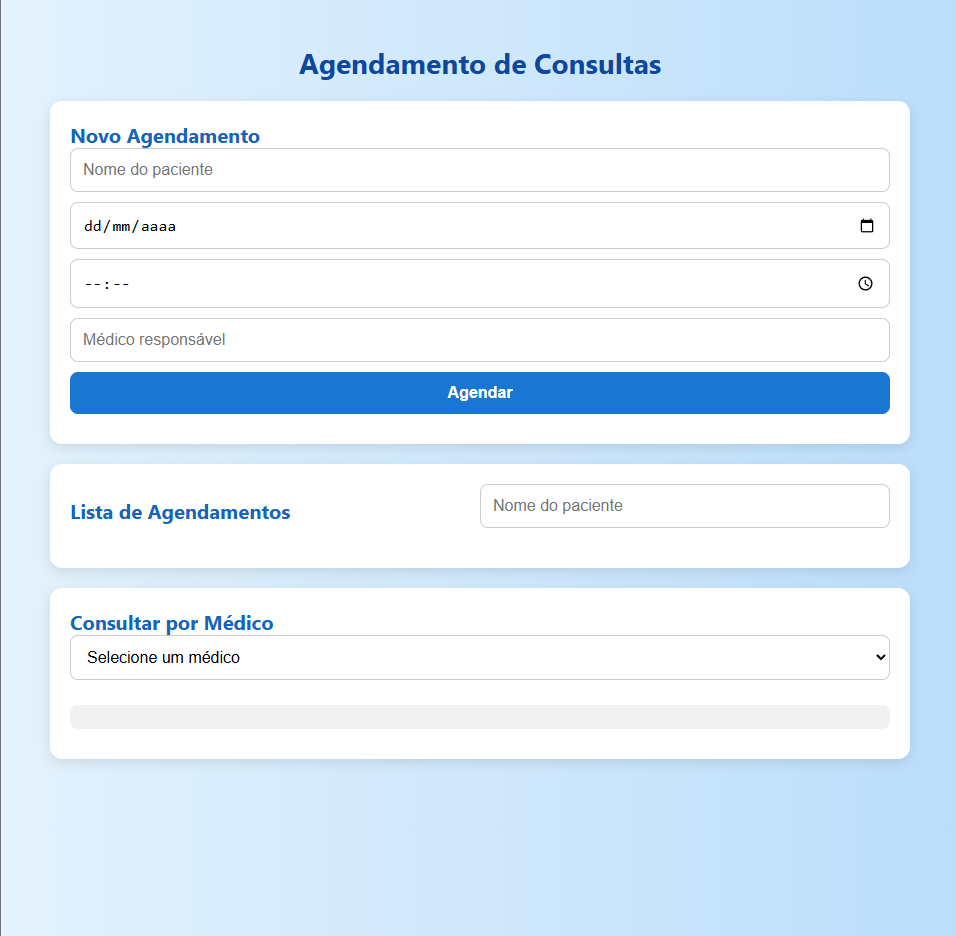 Agendamento de Consultas
Novo Agendamento
Nome do paciente
dd/mm/aaaa
--:--
Médico responsável
Agendar
Lista de Agendamentos
Nome do paciente
Consultar por Médico
Selecione um médico